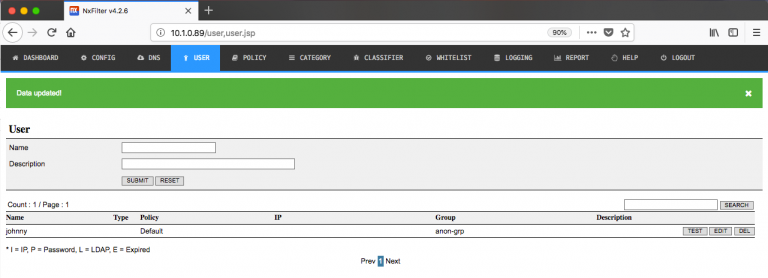 NX NxFilter v4.2.6
10.1.0.89/user,user.jsp 90%
DASHBOARD CONFIG DNS USER POLICY CATEGORY CLASSIFIER WHITELIST LOGGING REPORT HELP LOGOUT
Data updated!
User
Name
Description
SUBMIT RESET
Count : 1 / Page : 1 SEARCH
Name Type Policy IP Group Description
johnny Default anon-grp TEST EDIT DEL
* I = IP, P = Password, L = LDAP, E = Expired
Prev 1 Next